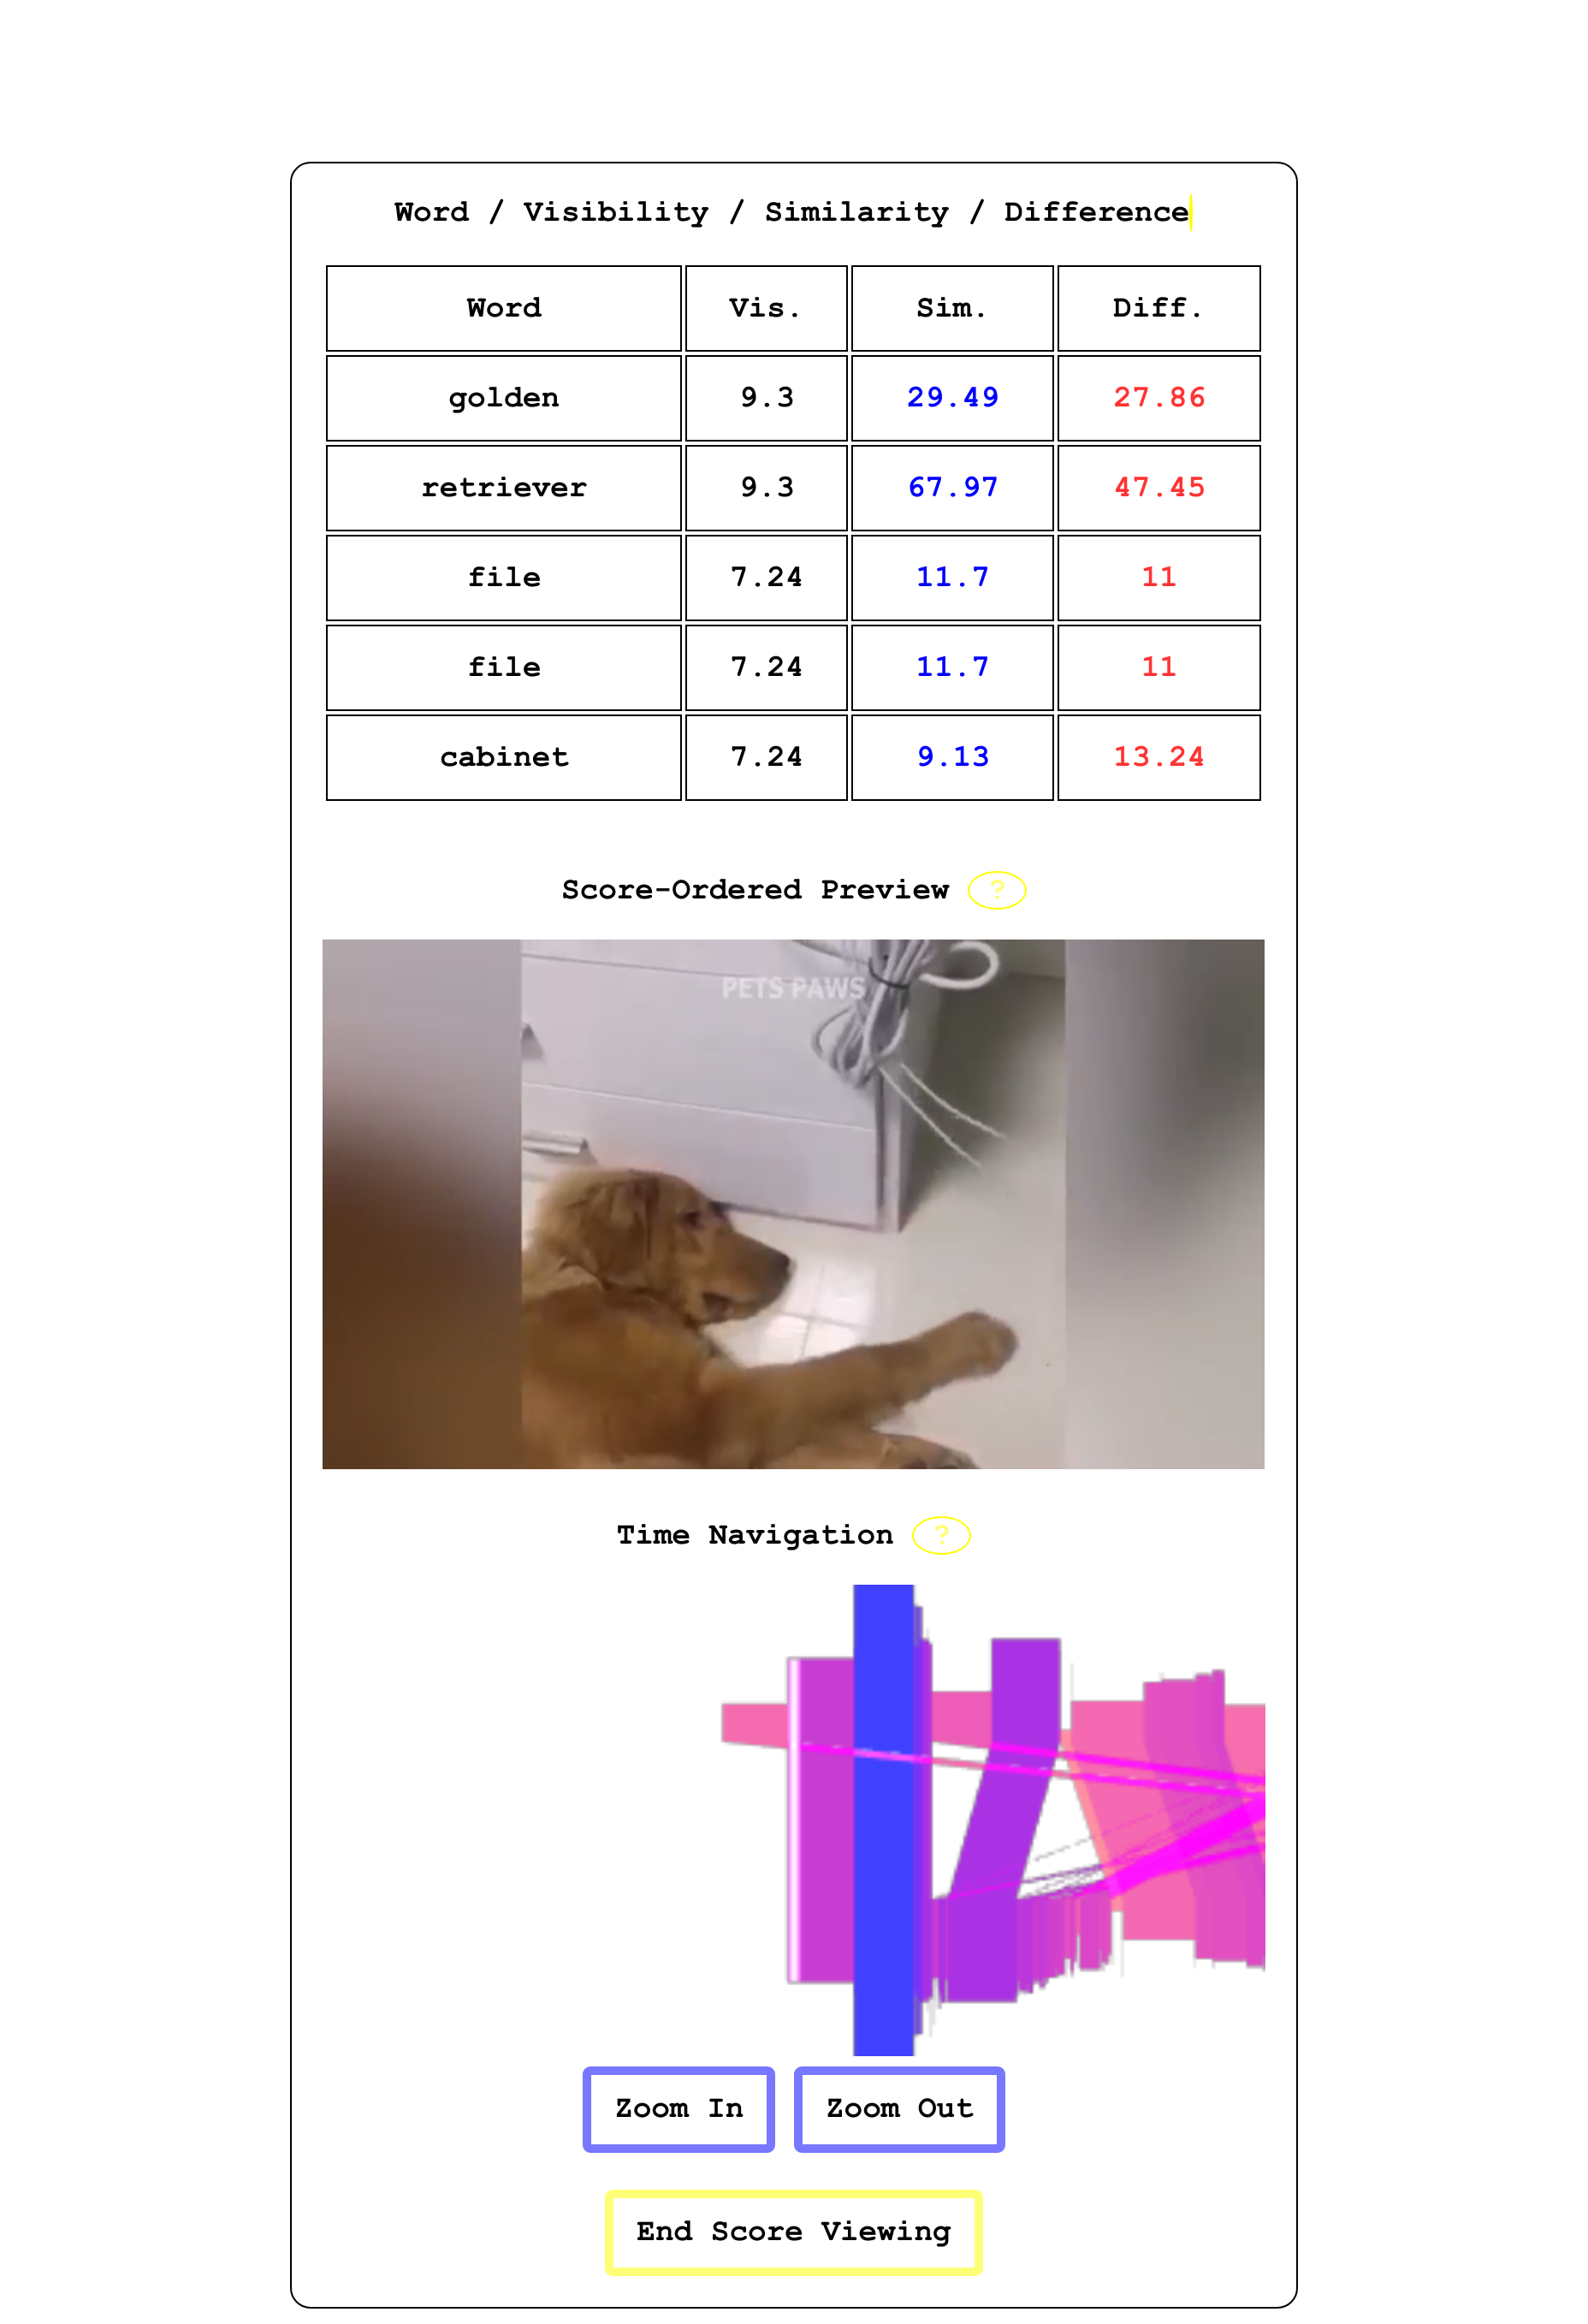 Word / Visibility / Similarity / Difference
Word Vis. Sim. Diff.
golden 9.3 29.49 27.86
retriever 9.3 67.97 47.45
file 7.24 11.7 11
file 7.24 11.7 11
cabinet 7.24 9.13 13.24
Score-Ordered Preview ?
PETS PAWS
Time Navigation ?
Zoom In Zoom Out
End Score Viewing